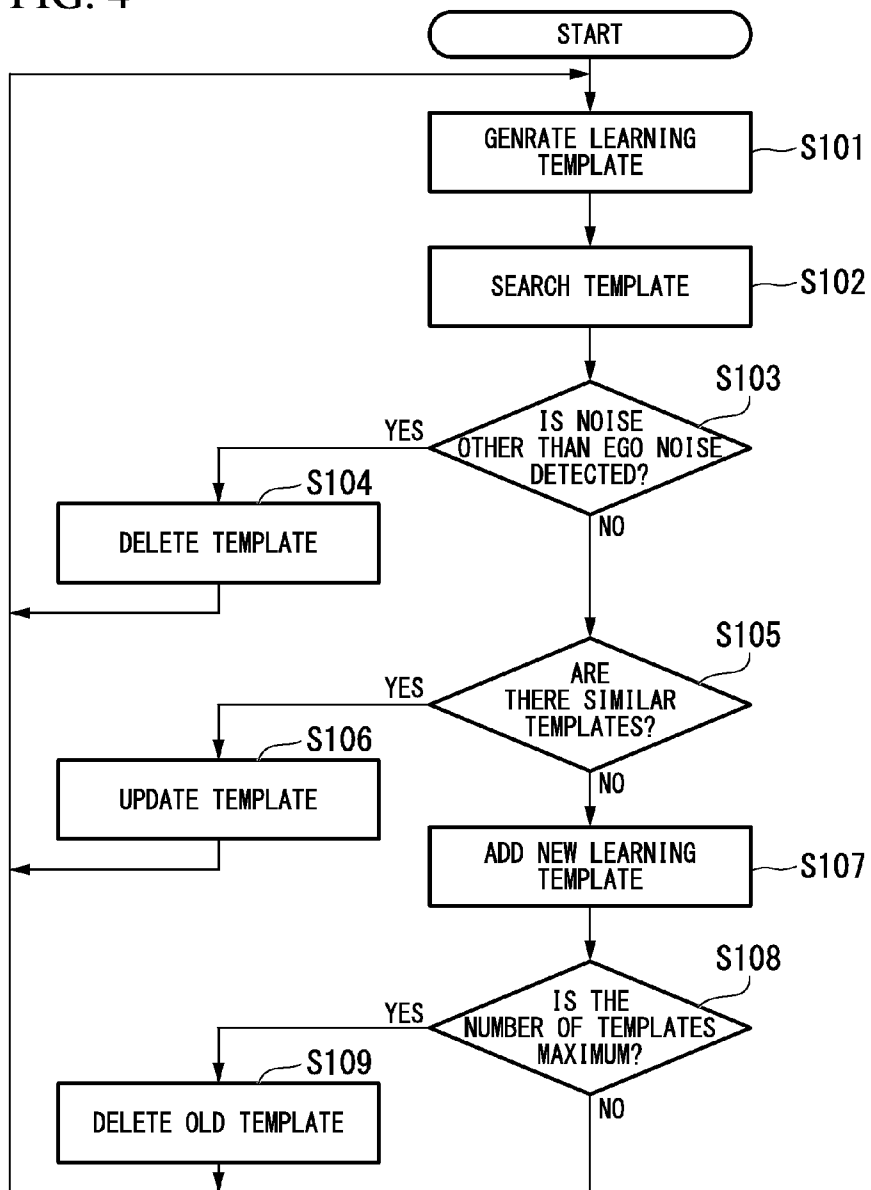 FIG. 4
START
GENRATE LEARNING
TEMPLATE
S101
SEARCH TEMPLATE
S102
S103
IS NOISE
OTHER THAN EGO NOISE
DETECTED?
YES
NO
S104
DELETE TEMPLATE
S105
ARE
THERE SIMILAR
TEMPLATES?
YES
NO
S106
UPDATE TEMPLATE
ADD NEW LEARNING
TEMPLATE
S107
S108
IS THE
NUMBER OF TEMPLATES
MAXIMUM?
YES
NO
S109
DELETE OLD TEMPLATE